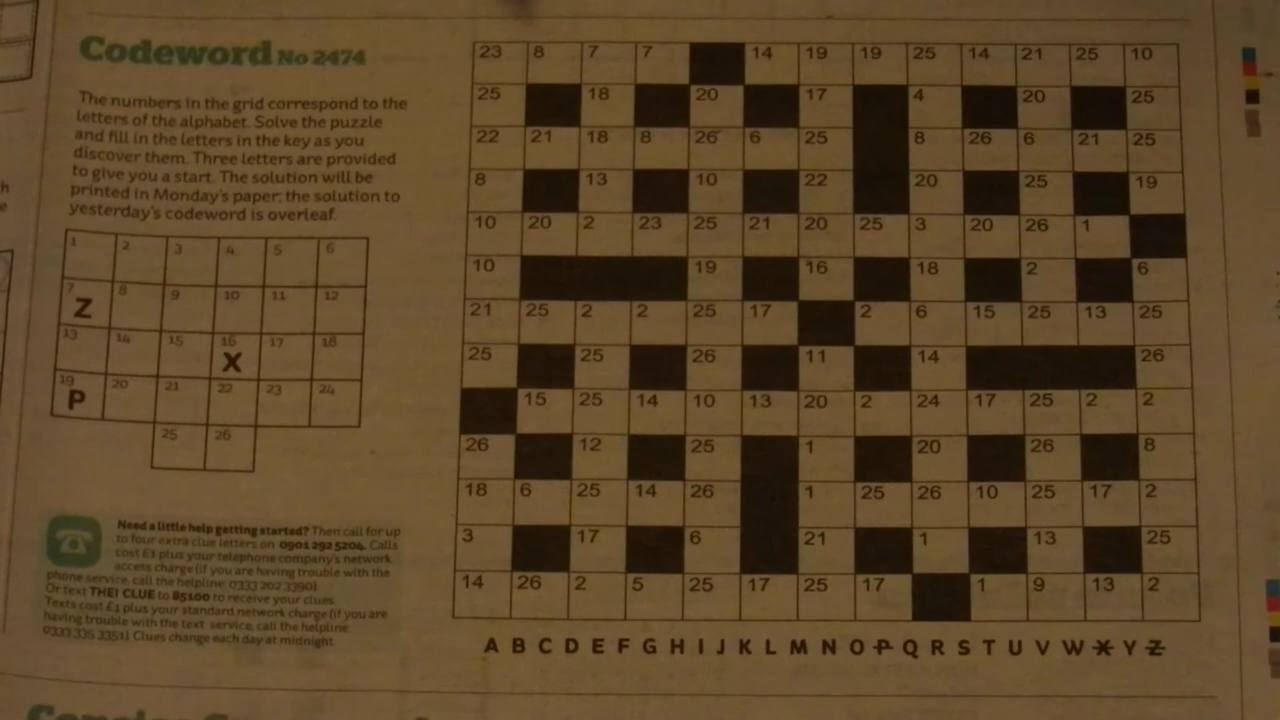 Codeword No 2474
The numbers in the grid correspond to the
letters of the alphabet. Solve the puzzle
and fill in the letters in the key as you
discover them. Three letters are provided
to give you a start. The solution will be
printed in Monday's paper; the solution to
yesterday's codeword is overleaf.
1 2 3 4 5 6
7 Z 8 9 10 11 12
13 14 15 16 X 17 18
19 P 20 21 22 23 24
25 26
Need a little help getting started? Then call for up
to four extra clue letters on 0901 292 5204. Calls
cost £1 plus your telephone company's network
access charge (if you are having trouble with the
phone service, call the helpline: 0333 202 3390).
Or text THEI CLUE to 85100 to receive your clues.
Texts cost £1 plus your standard network charge (if you are
having trouble with the text service, call the helpline:
0333 335 3351). Clues change each day at midnight
23 8 7 7 14 19 19 25 14 21 25 10
25 18 20 17 4 20 25
22 21 18 8 26 6 25 8 26 6 21 25
8 13 10 22 20 25 19
10 20 2 23 25 21 20 25 3 20 26 1
10 19 16 18 2 6
21 25 2 2 25 17 2 6 15 25 13 25
25 25 26 11 14 26
15 25 14 10 13 20 2 24 17 25 2 2
26 12 25 1 20 26 8
18 6 25 14 26 1 25 26 10 25 17 2
3 17 6 21 1 13 25
14 26 2 5 25 17 25 17 1 9 13 2
A B C D E F G H I J K L M N O P Q R S T U V W X Y Z